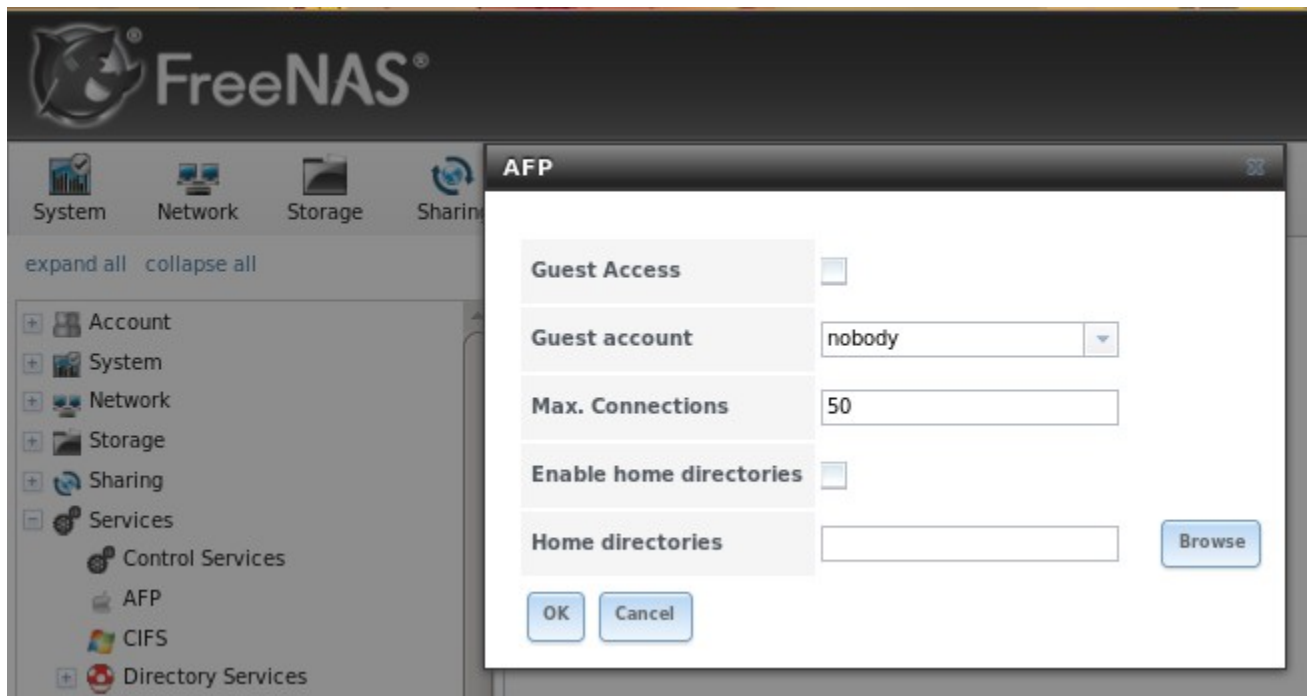 FreeNAS®
System
Network
Storage
Sharing
expand all collapse all
Account
System
Network
Storage
Sharing
Services
Control Services
AFP
CIFS
Directory Services
AFP
Guest Access
Guest account nobody
Max. Connections 50
Enable home directories
Home directories Browse
OK Cancel